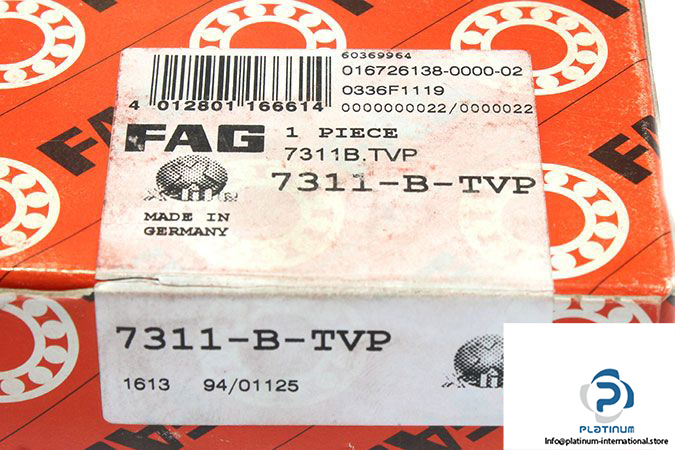 60369964
016726138-0000-02
0336F1119
4 012801 166614
0000000022/0000022
FAG 1 PIECE
7311B.TVP
7311-B-TVP
MADE IN
GERMANY
7311-B-TVP
1613 94/01125
PLATINUM
Info@platinum-international.store